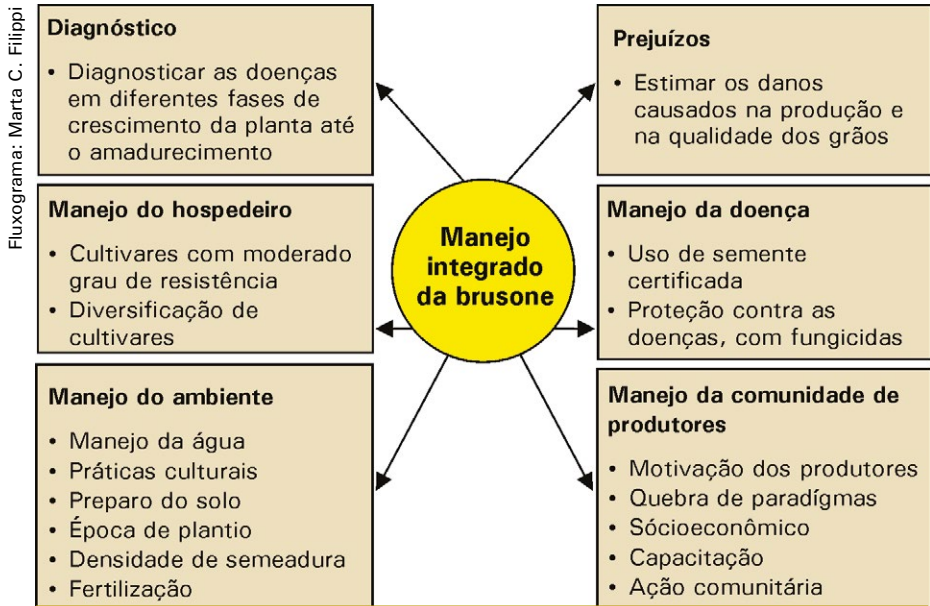 Fluxograma: Marta C. Filippi
Diagnóstico
• Diagnosticar as doenças
em diferentes fases de
crescimento da planta até
o amadurecimento
Prejuízos
• Estimar os danos
causados na produção e
na qualidade dos grãos
Manejo do hospedeiro
• Cultivares com moderado
grau de resistência
• Diversificação de
cultivares
Manejo
integrado
da brusone
Manejo da doença
• Uso de semente
certificada
• Proteção contra as
doenças, com fungicidas
Manejo do ambiente
• Manejo da água
• Práticas culturais
• Preparo do solo
• Época de plantio
• Densidade de semeadura
• Fertilização
Manejo da comunidade de
produtores
• Motivação dos produtores
• Quebra de paradígmas
• Sócioeconômico
• Capacitação
• Ação comunitária